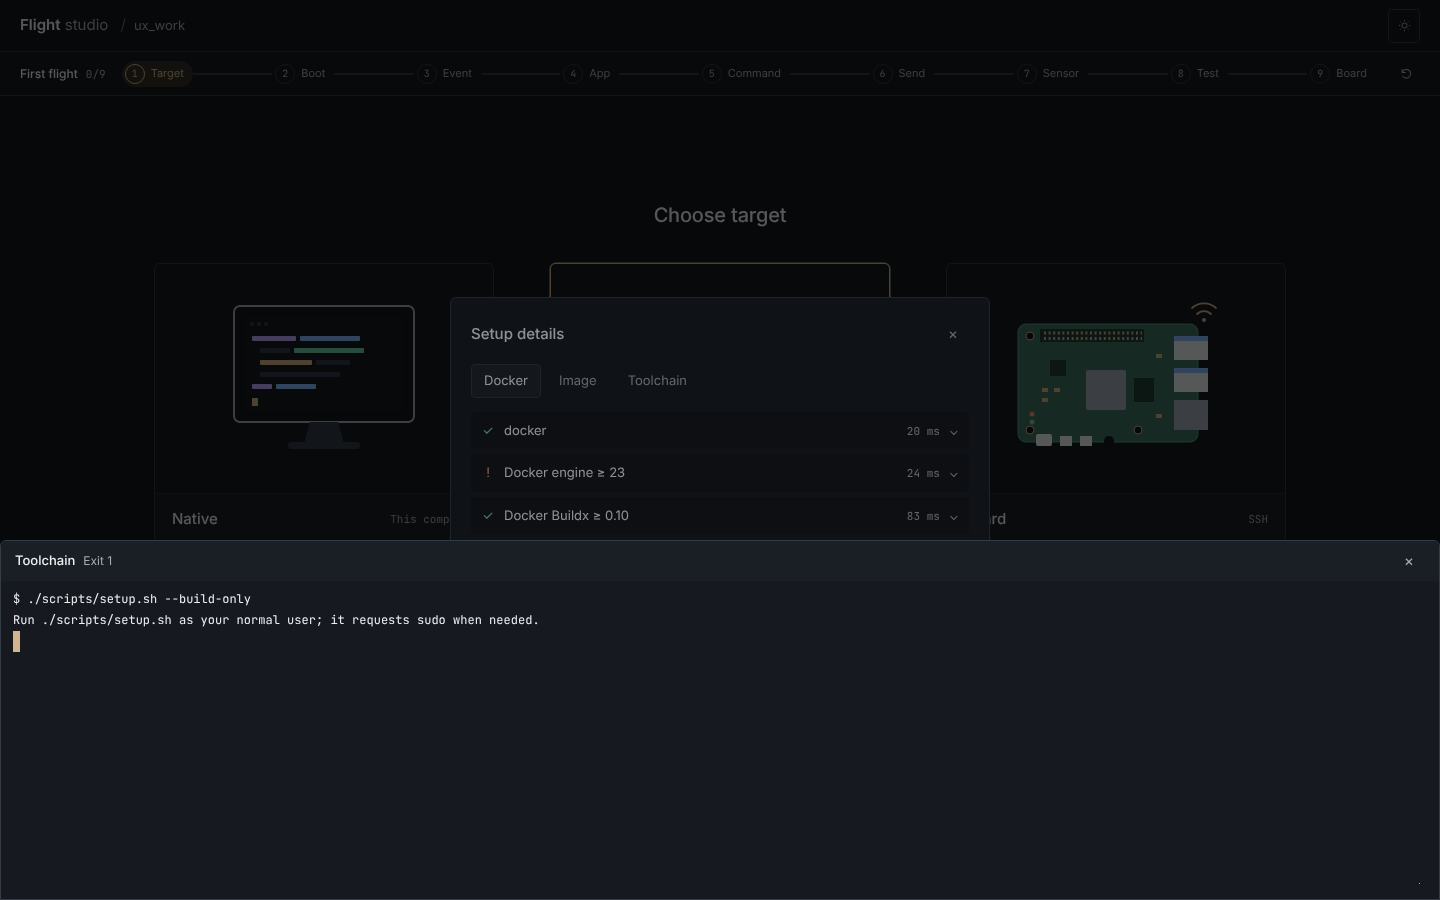 Flight studio / ux_work
First flight 0/9 1 Target 2 Boot 3 Event 4 App 5 Command 6 Send 7 Sensor 8 Test 9 Board
Choose target
Setup details ×
Docker Image Toolchain
docker 20 ms
! Docker engine ≥ 23 24 ms
Docker Buildx ≥ 0.10 83 ms
Native This comp
rd SSH
Toolchain Exit 1 ×
$ ./scripts/setup.sh --build-only
Run ./scripts/setup.sh as your normal user; it requests sudo when needed.